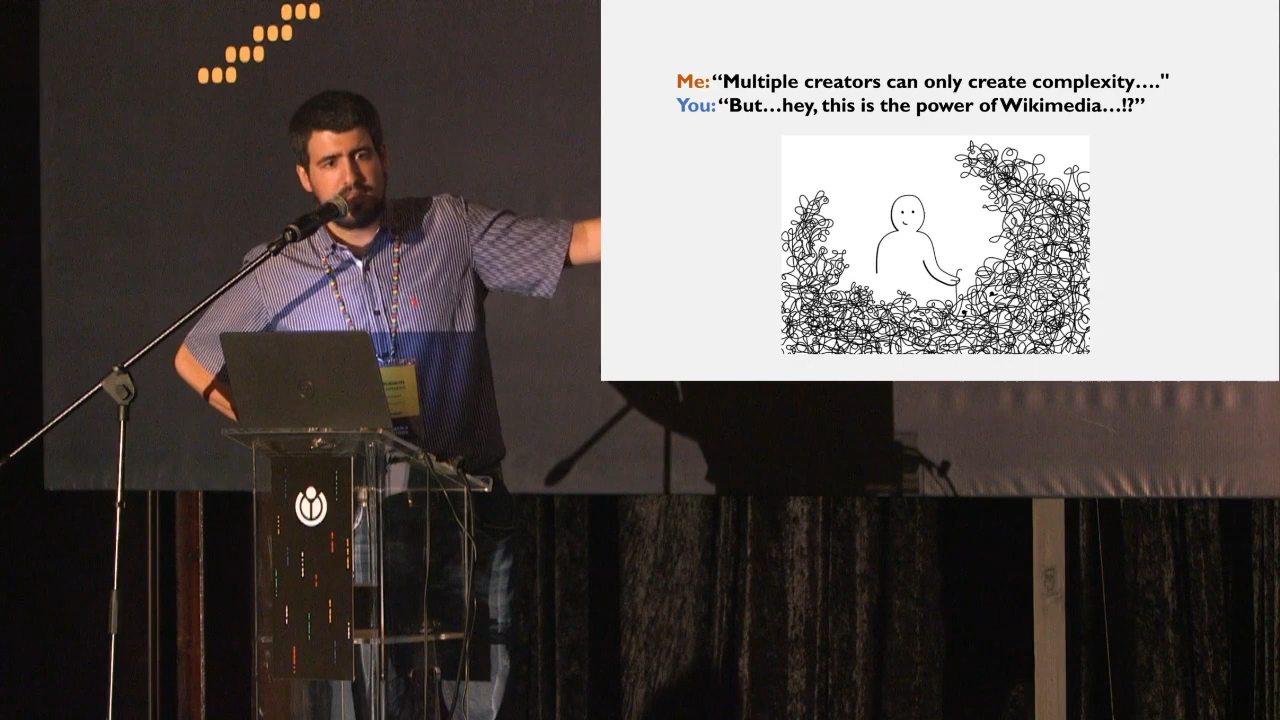 Me: “Multiple creators can only create complexity…."
You: “But…hey, this is the power of Wikimedia…!?”